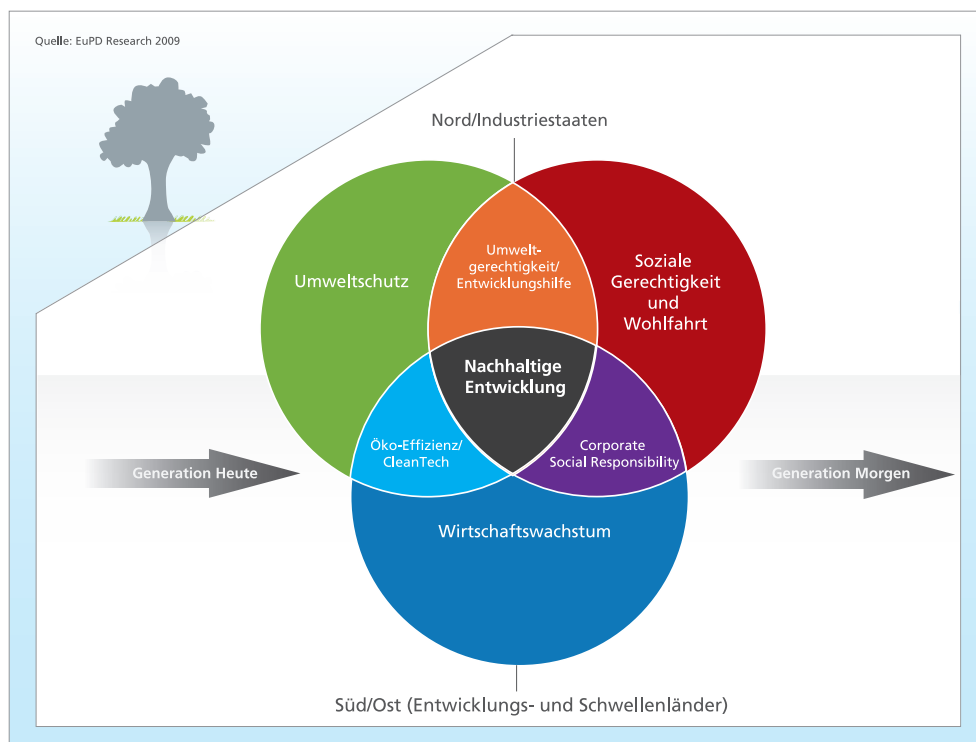 Quelle: EuPD Research 2009
Nord/Industriestaaten
Umweltschutz
Umwelt-
gerechtigkeit/
Entwicklungshilfe
Soziale
Gerechtigkeit
und
Wohlfahrt
Nachhaltige
Entwicklung
Öko-Effizienz/
CleanTech
Corporate
Social Responsibility
Generation Heute
Generation Morgen
Wirtschaftswachstum
Süd/Ost (Entwicklungs- und Schwellenländer)